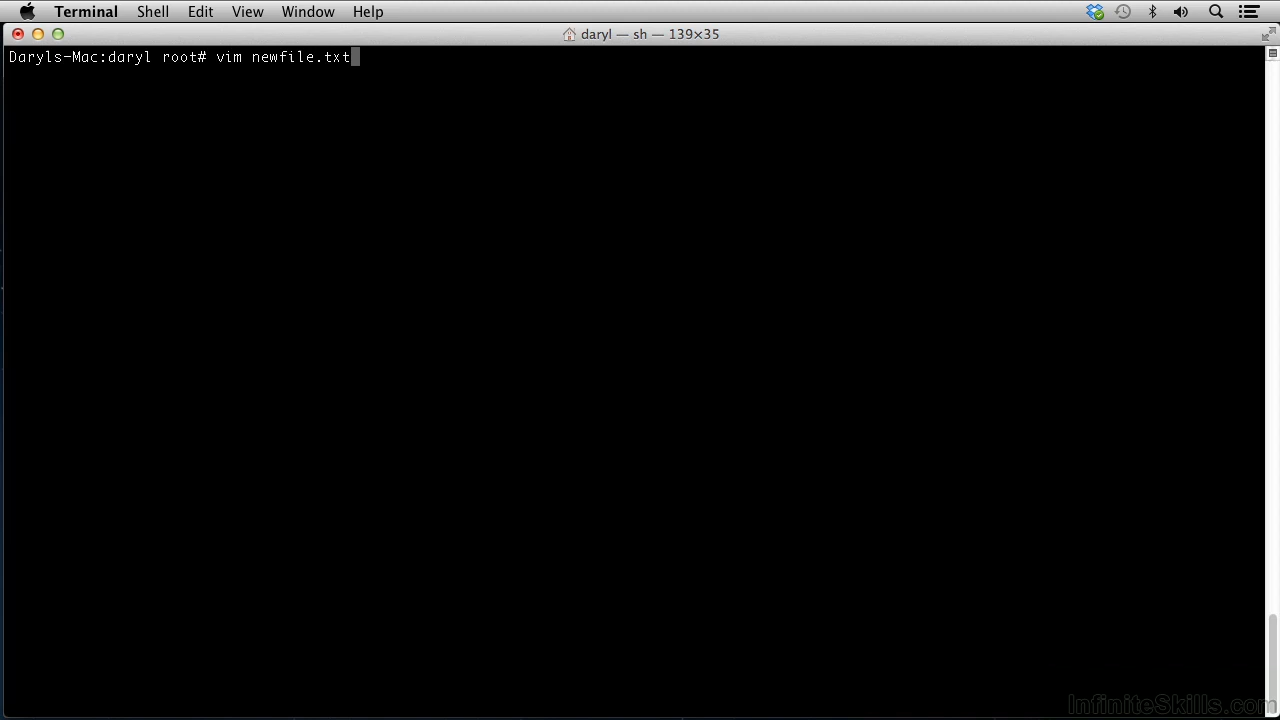 Terminal Shell Edit View Window Help
daryl — sh — 139×35
Daryls-Mac:daryl root# vim newfile.txt
InfiniteSkills.com